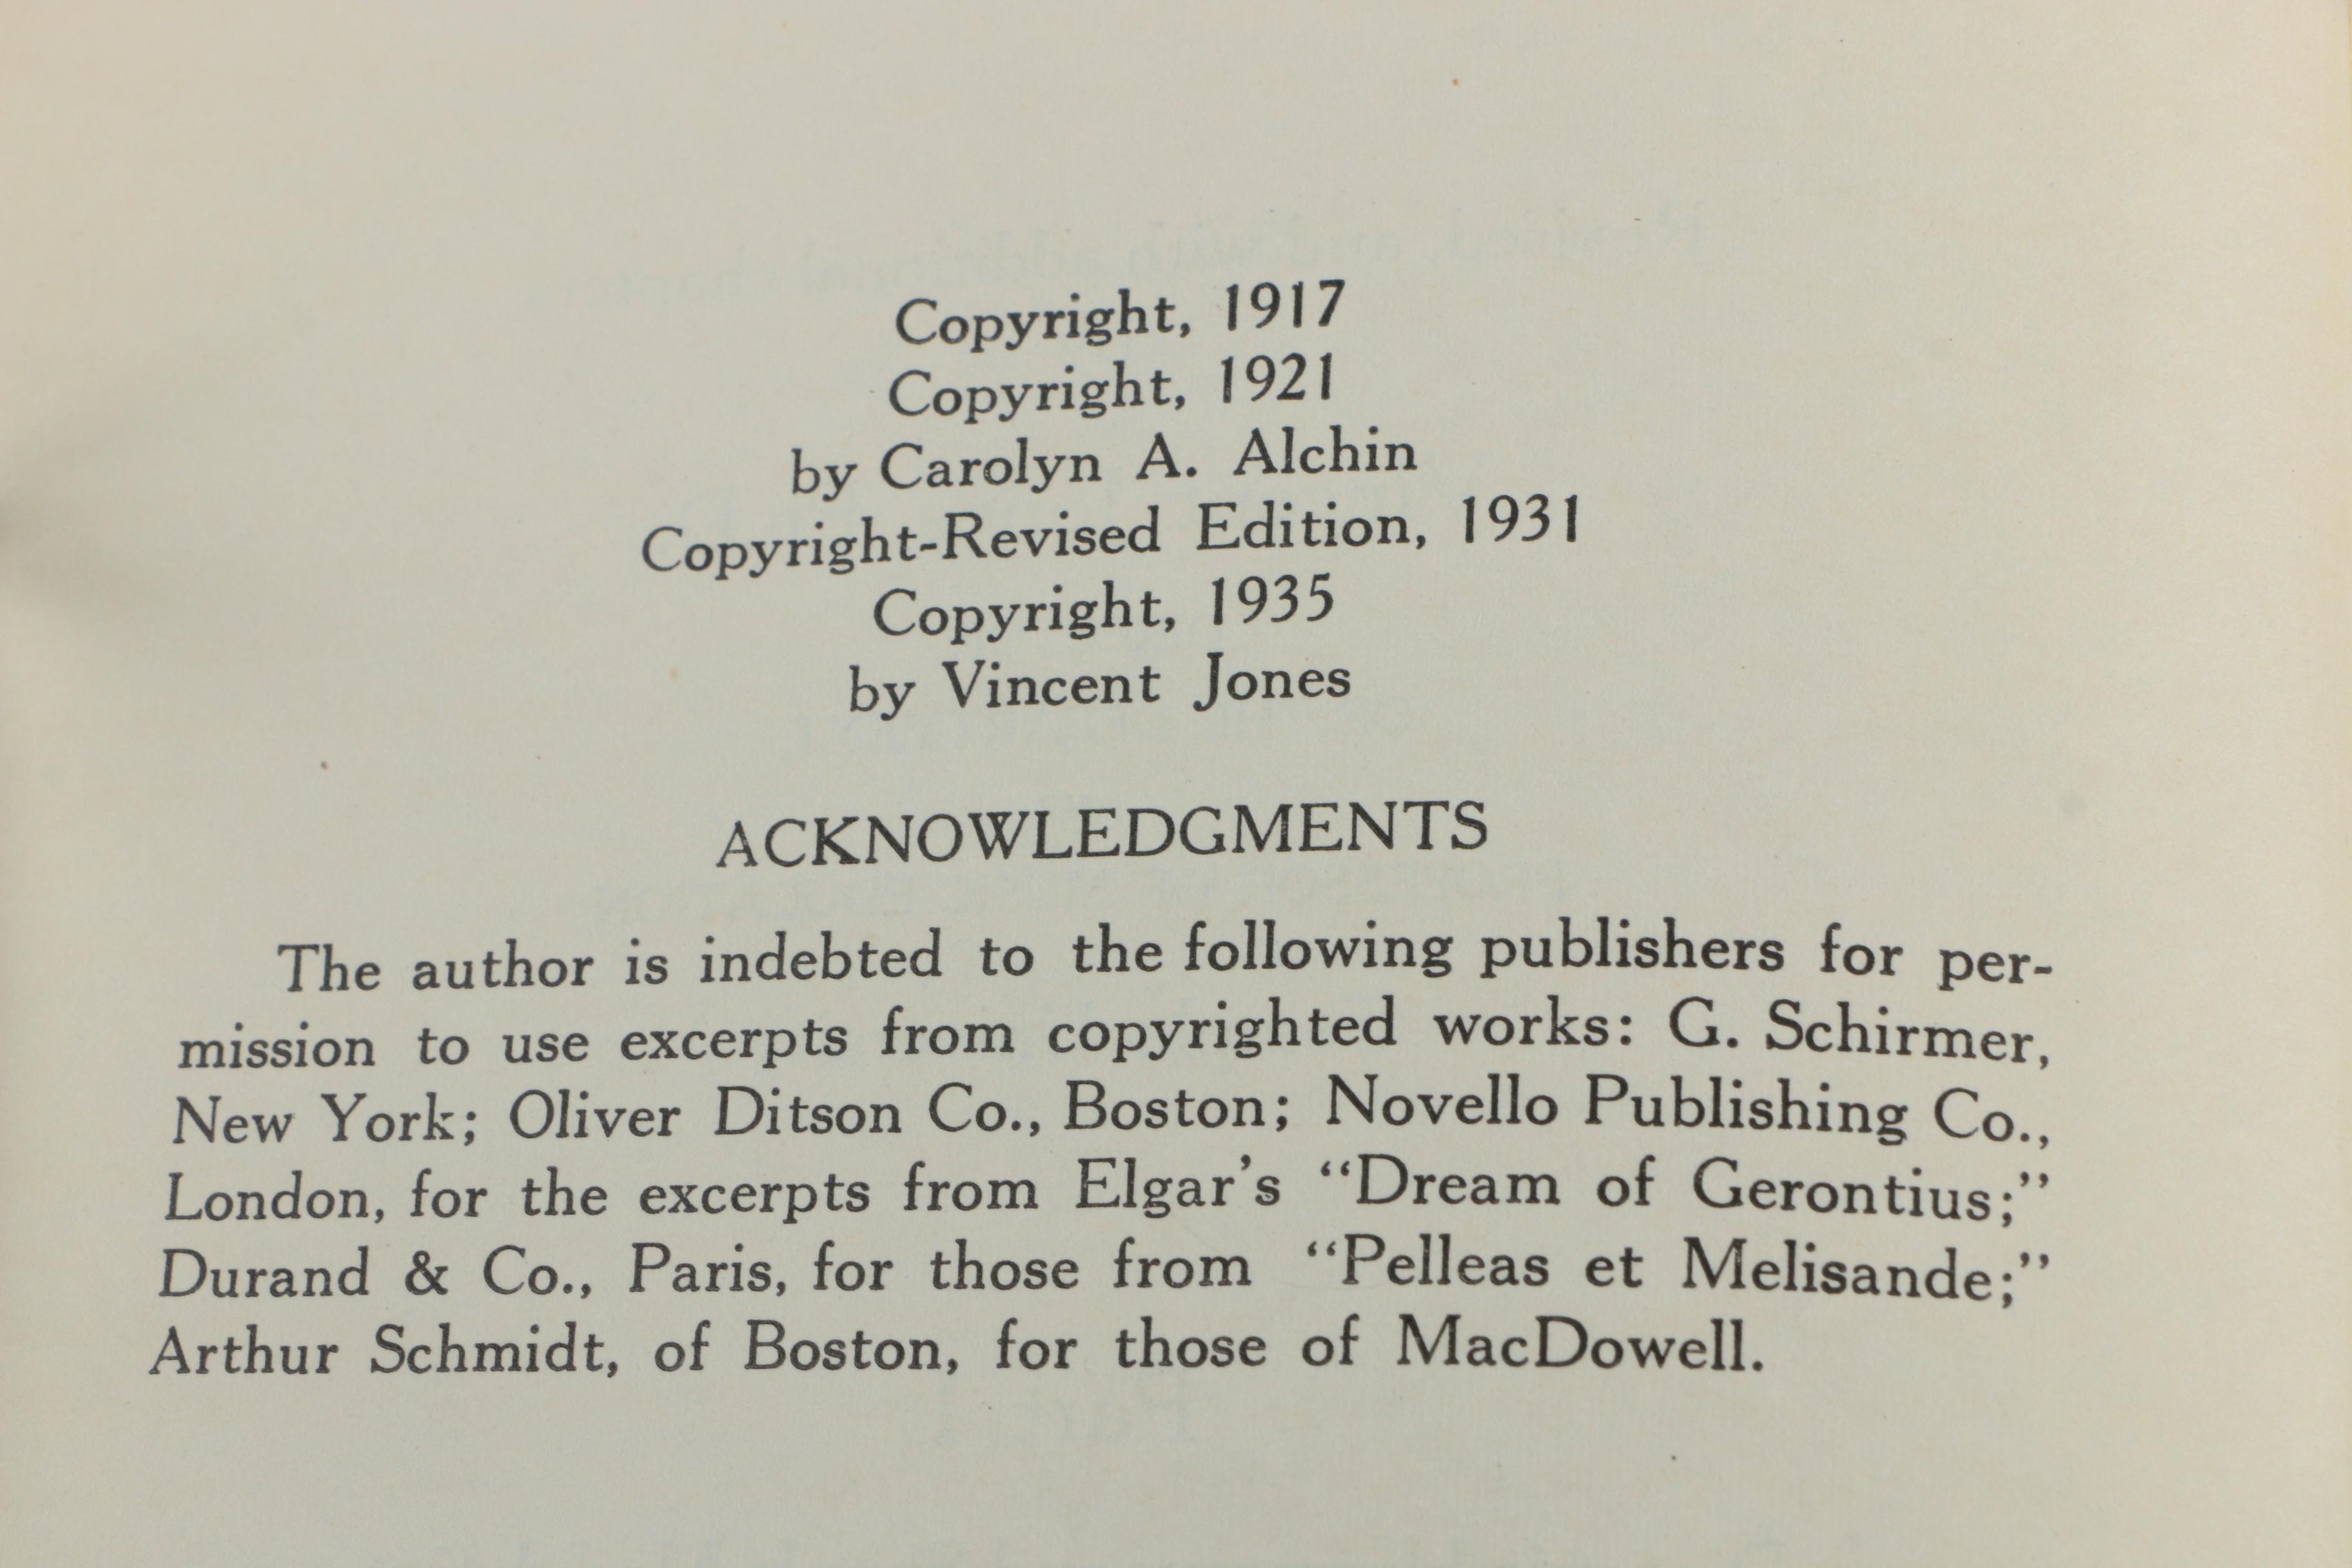 Copyright, 1917
Copyright, 1921
by Carolyn A. Alchin
Copyright-Revised Edition, 1931
Copyright, 1935
by Vincent Jones
ACKNOWLEDGMENTS
The author is indebted to the following publishers for per-
mission to use excerpts from copyrighted works: G. Schirmer,
New York; Oliver Ditson Co., Boston; Novello Publishing Co.,
London, for the excerpts from Elgar's “Dream of Gerontius;”
Durand & Co., Paris, for those from “Pelleas et Melisande;”
Arthur Schmidt, of Boston, for those of MacDowell.